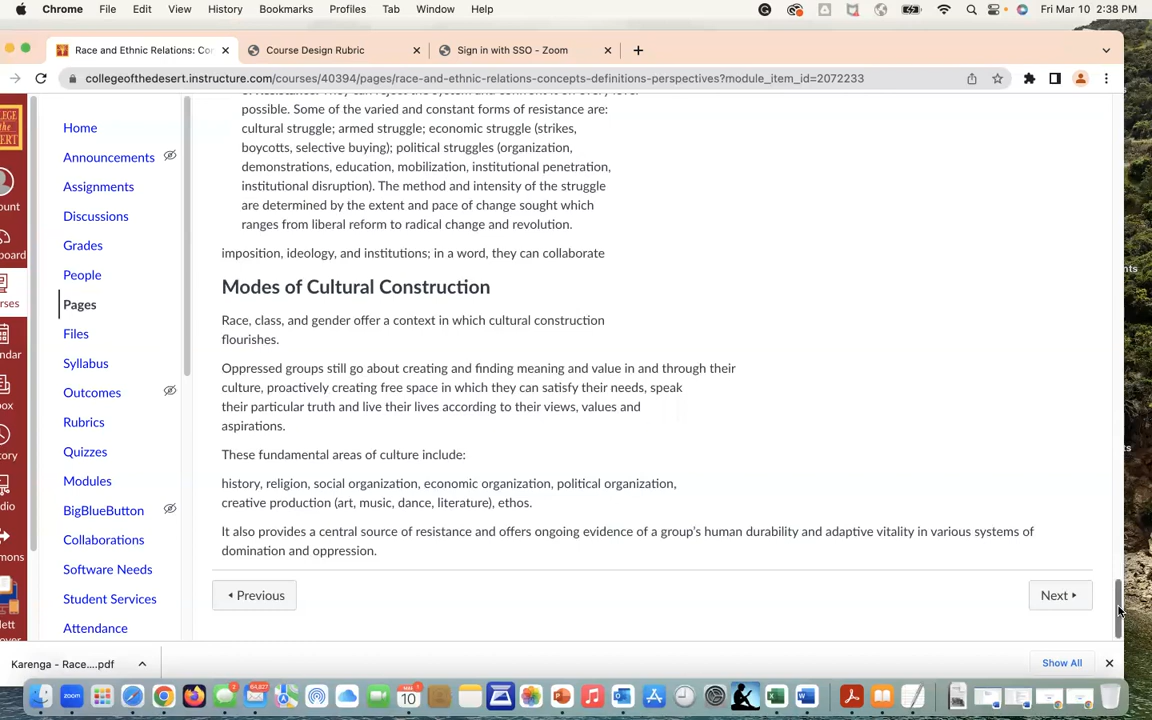 Chrome File Edit View History Bookmarks Profiles Tab Window Help Fri Mar 10 2:38 PM
Race and Ethnic Relations: Co Course Design Rubric Sign in with SSO - Zoom
collegeofthedesert.instructure.com/courses/40394/pages/race-and-ethnic-relations-concepts-definitions-perspectives?module_item_id=2072233
Home
Announcements
Assignments
Discussions
Grades
People
Pages
Files
Syllabus
Outcomes
Rubrics
Quizzes
Modules
BigBlueButton
Collaborations
Software Needs
Student Services
Attendance
possible. Some of the varied and constant forms of resistance are:
cultural struggle; armed struggle; economic struggle (strikes,
boycotts, selective buying); political struggles (organization,
demonstrations, education, mobilization, institutional penetration,
institutional disruption). The method and intensity of the struggle
are determined by the extent and pace of change sought which
ranges from liberal reform to radical change and revolution.
imposition, ideology, and institutions; in a word, they can collaborate
Modes of Cultural Construction
Race, class, and gender offer a context in which cultural construction
flourishes.
Oppressed groups still go about creating and finding meaning and value in and through their
culture, proactively creating free space in which they can satisfy their needs, speak
their particular truth and live their lives according to their views, values and
aspirations.
These fundamental areas of culture include:
history, religion, social organization, economic organization, political organization,
creative production (art, music, dance, literature), ethos.
It also provides a central source of resistance and offers ongoing evidence of a group's human durability and adaptive vitality in various systems of
domination and oppression.
Previous
Next
Karenga - Race....pdf
Show All
zoom
MAR
10